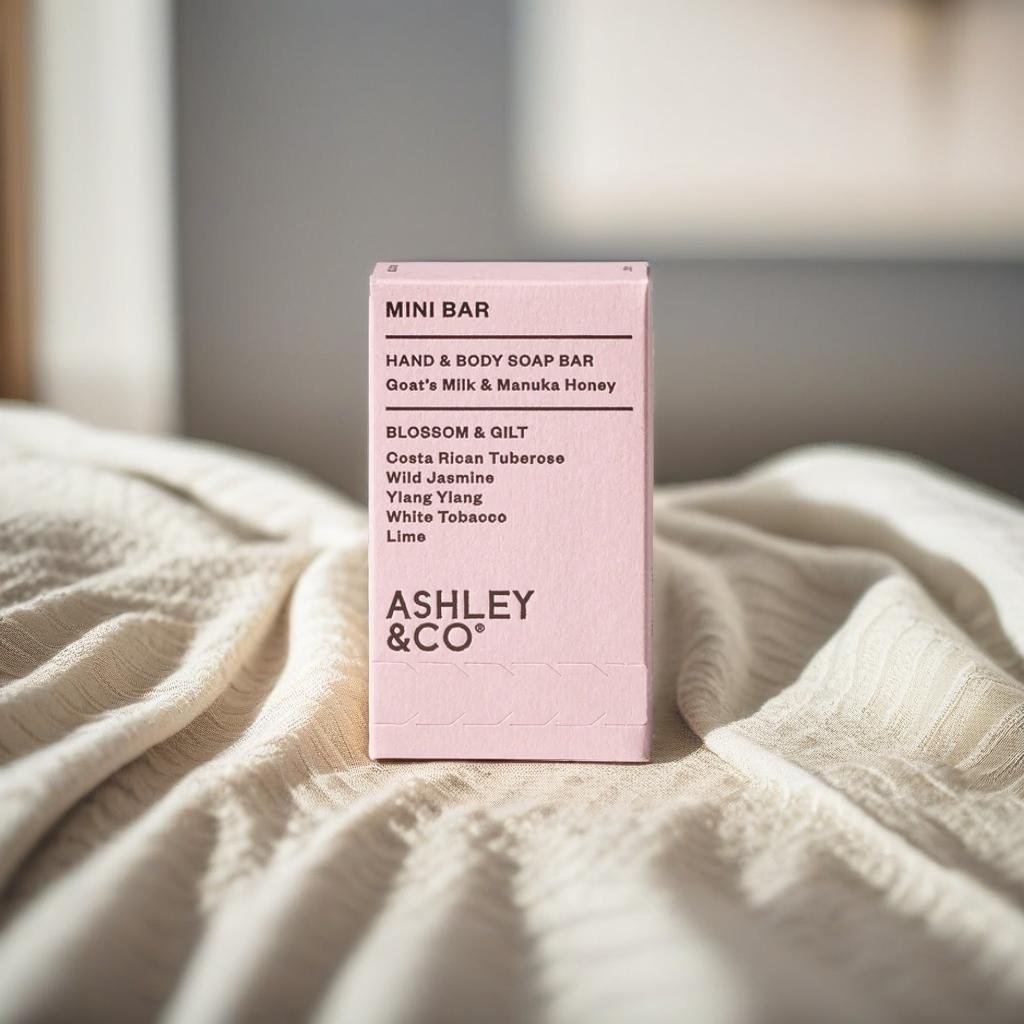 MINI BAR
HAND & BODY SOAP BAR
Goat's Milk & Manuka Honey
BLOSSOM & GILT
Costa Rican Tuberose
Wild Jasmine
Ylang Ylang
White Tobacco
Lime
ASHLEY
&CO®